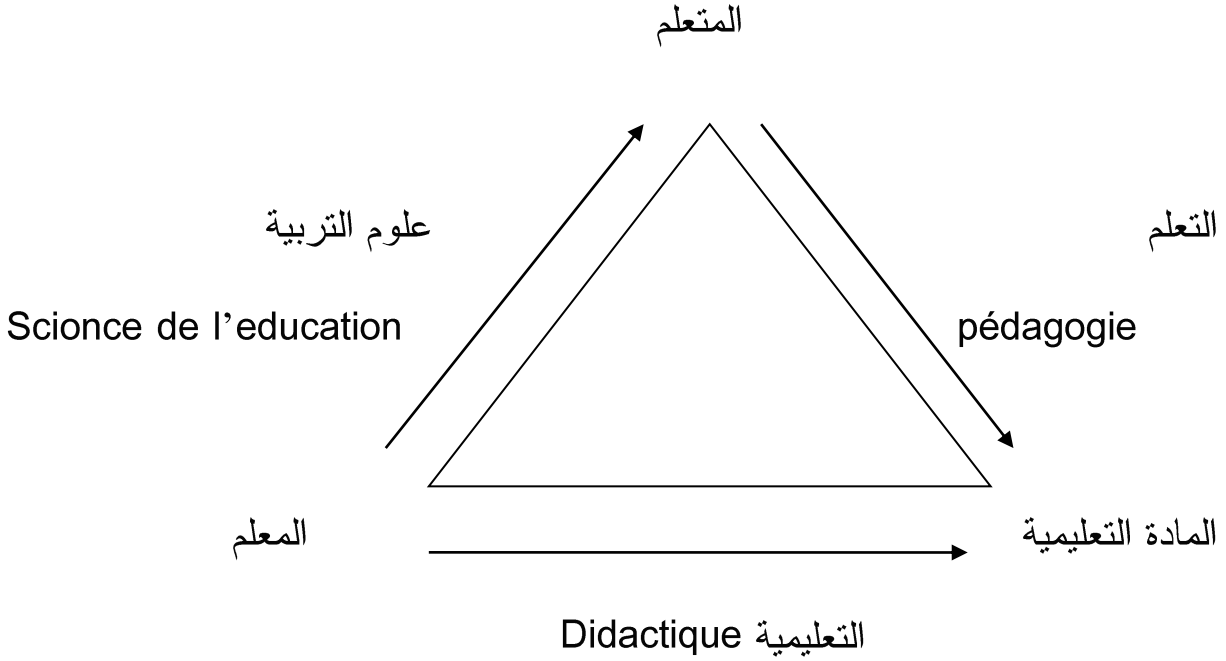 المتعلم
علوم التربية
التعلم
Scionce de l’education
pédagogie
المعلم
المادة التعليمية
Didactique التعليمية